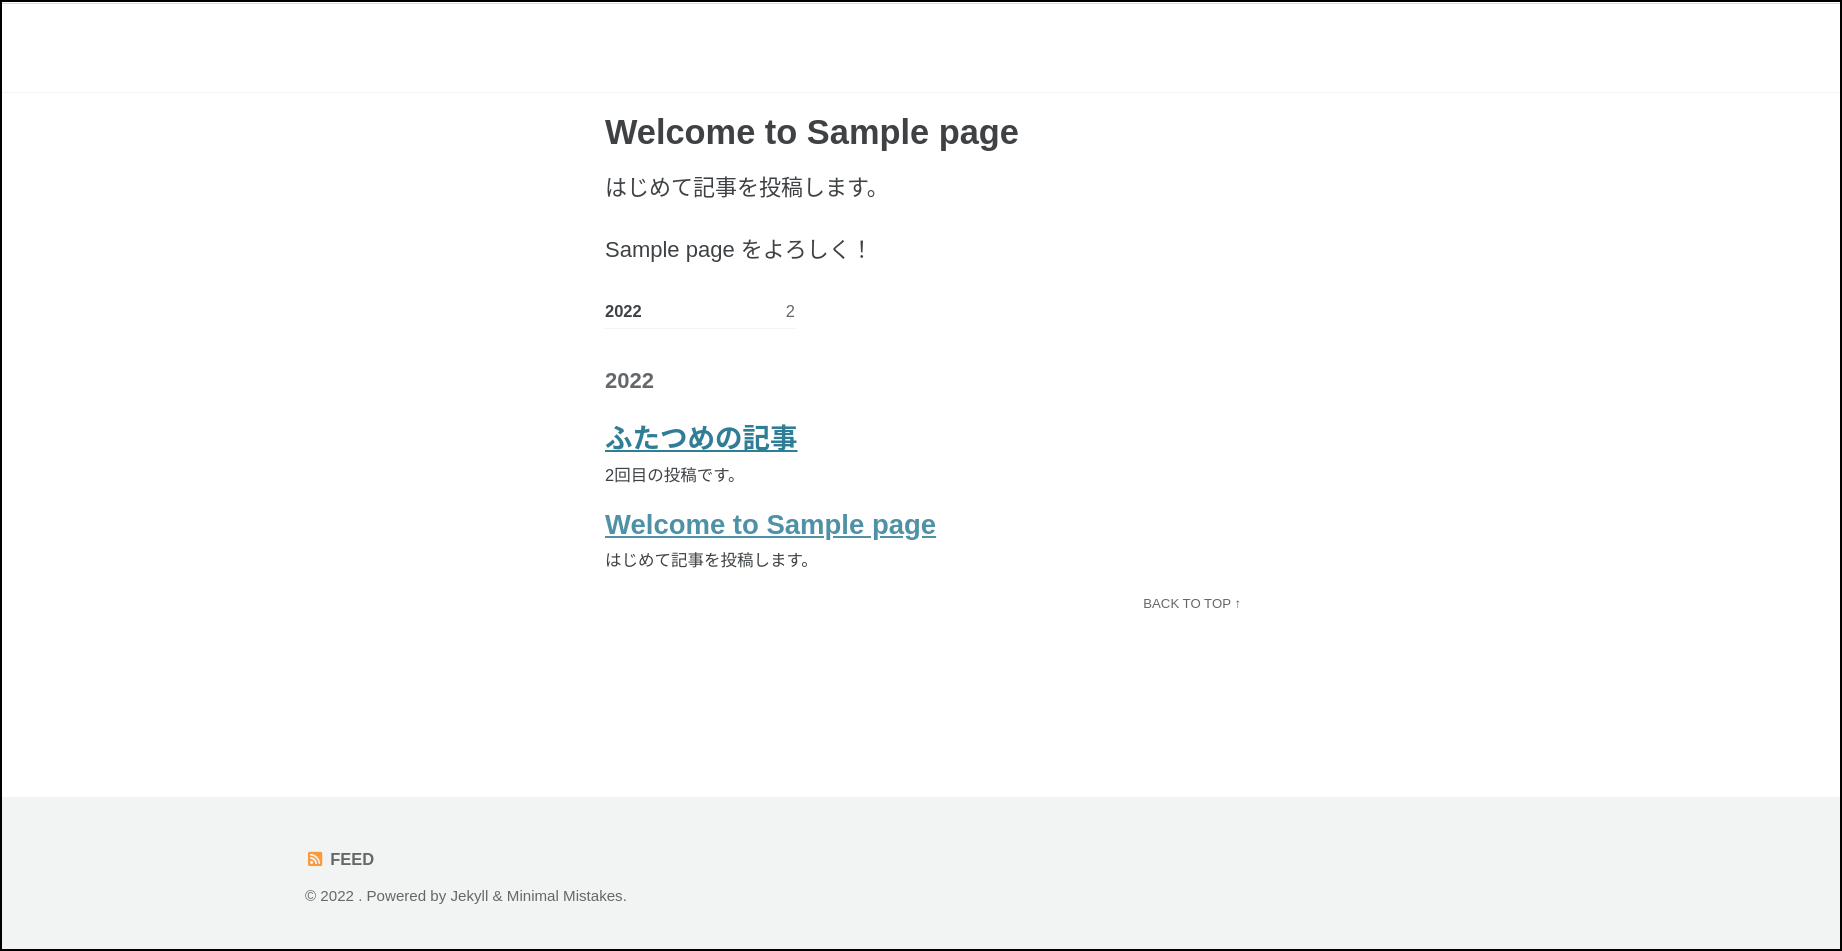 Welcome to Sample page
はじめて記事を投稿します。
Sample page をよろしく！
2022 2
2022
ふたつめの記事
2回目の投稿です。
Welcome to Sample page
はじめて記事を投稿します。
BACK TO TOP ↑
FEED
© 2022 . Powered by Jekyll & Minimal Mistakes.